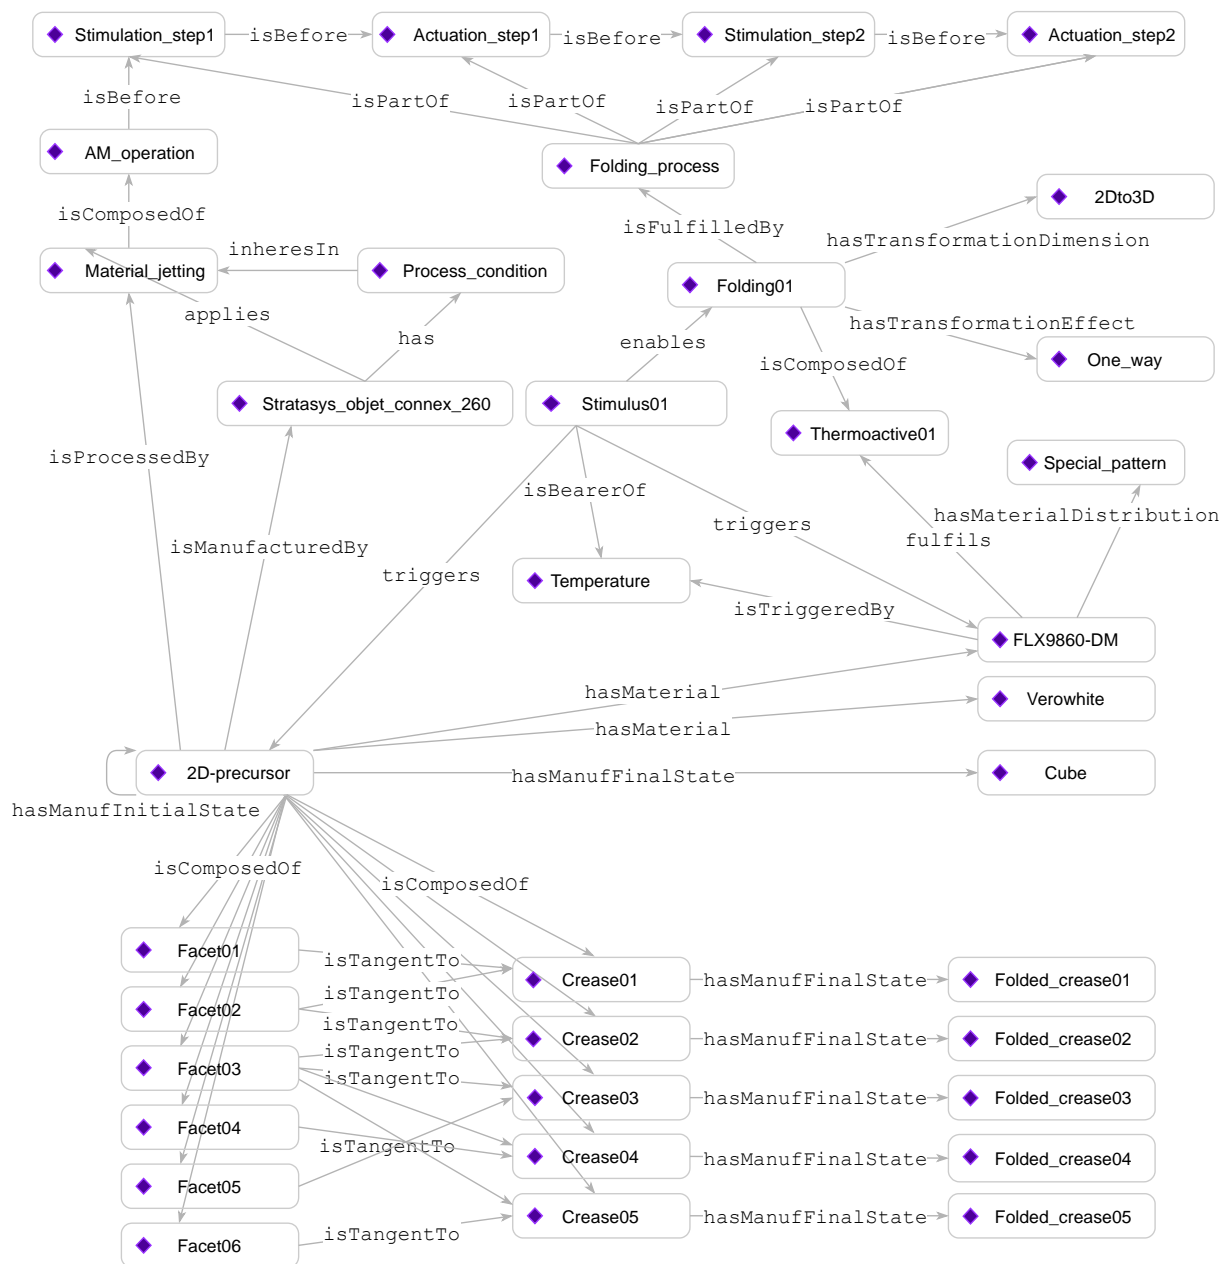 Stimulation_step1 isBefore Actuation_step1 isBefore Stimulation_step2 isBefore Actuation_step2
isBefore
isPartOf isPartOf isPartOf isPartOf
AM_operation
Folding_process
2Dto3D
isComposedOf
isFulfilledBy
hasTransformationDimension
inheresIn
Material_jetting
Process_condition
Folding01
applies
hasTransformationEffect
has
enables
isComposedOf
One_way
Stratasys_objet_connex_260
Stimulus01
Thermoactive01
isProcessedBy
Special_pattern
isBearerOf
triggers
hasMaterialDistribution
isManufacturedBy
fulfils
triggers
Temperature
isTriggeredBy
FLX9860-DM
hasMaterial
Verowhite
hasMaterial
2D-precursor
hasManufFinalState
Cube
hasManufInitialState
isComposedOf
isComposedOf
Facet01
isTangentTo
Crease01 hasManufFinalState Folded_crease01
isTangentTo
Facet02
isTangentTo
Crease02 hasManufFinalState Folded_crease02
isTangentTo
Facet03
isTangentTo
Crease03 hasManufFinalState Folded_crease03
Facet04
isTangentTo
Crease04 hasManufFinalState Folded_crease04
Facet05
Crease05 hasManufFinalState Folded_crease05
isTangentTo
Facet06